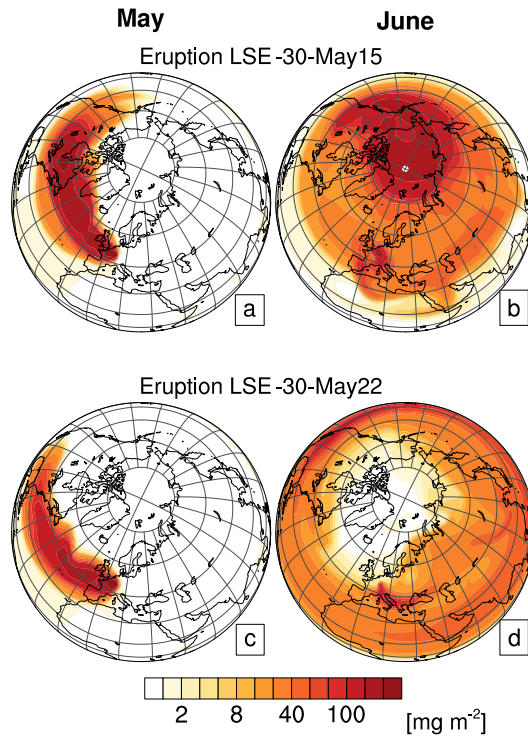 May June
Eruption LSE-30-May15
a b
Eruption LSE-30-May22
c d
2 8 40 100 [mg m-2]